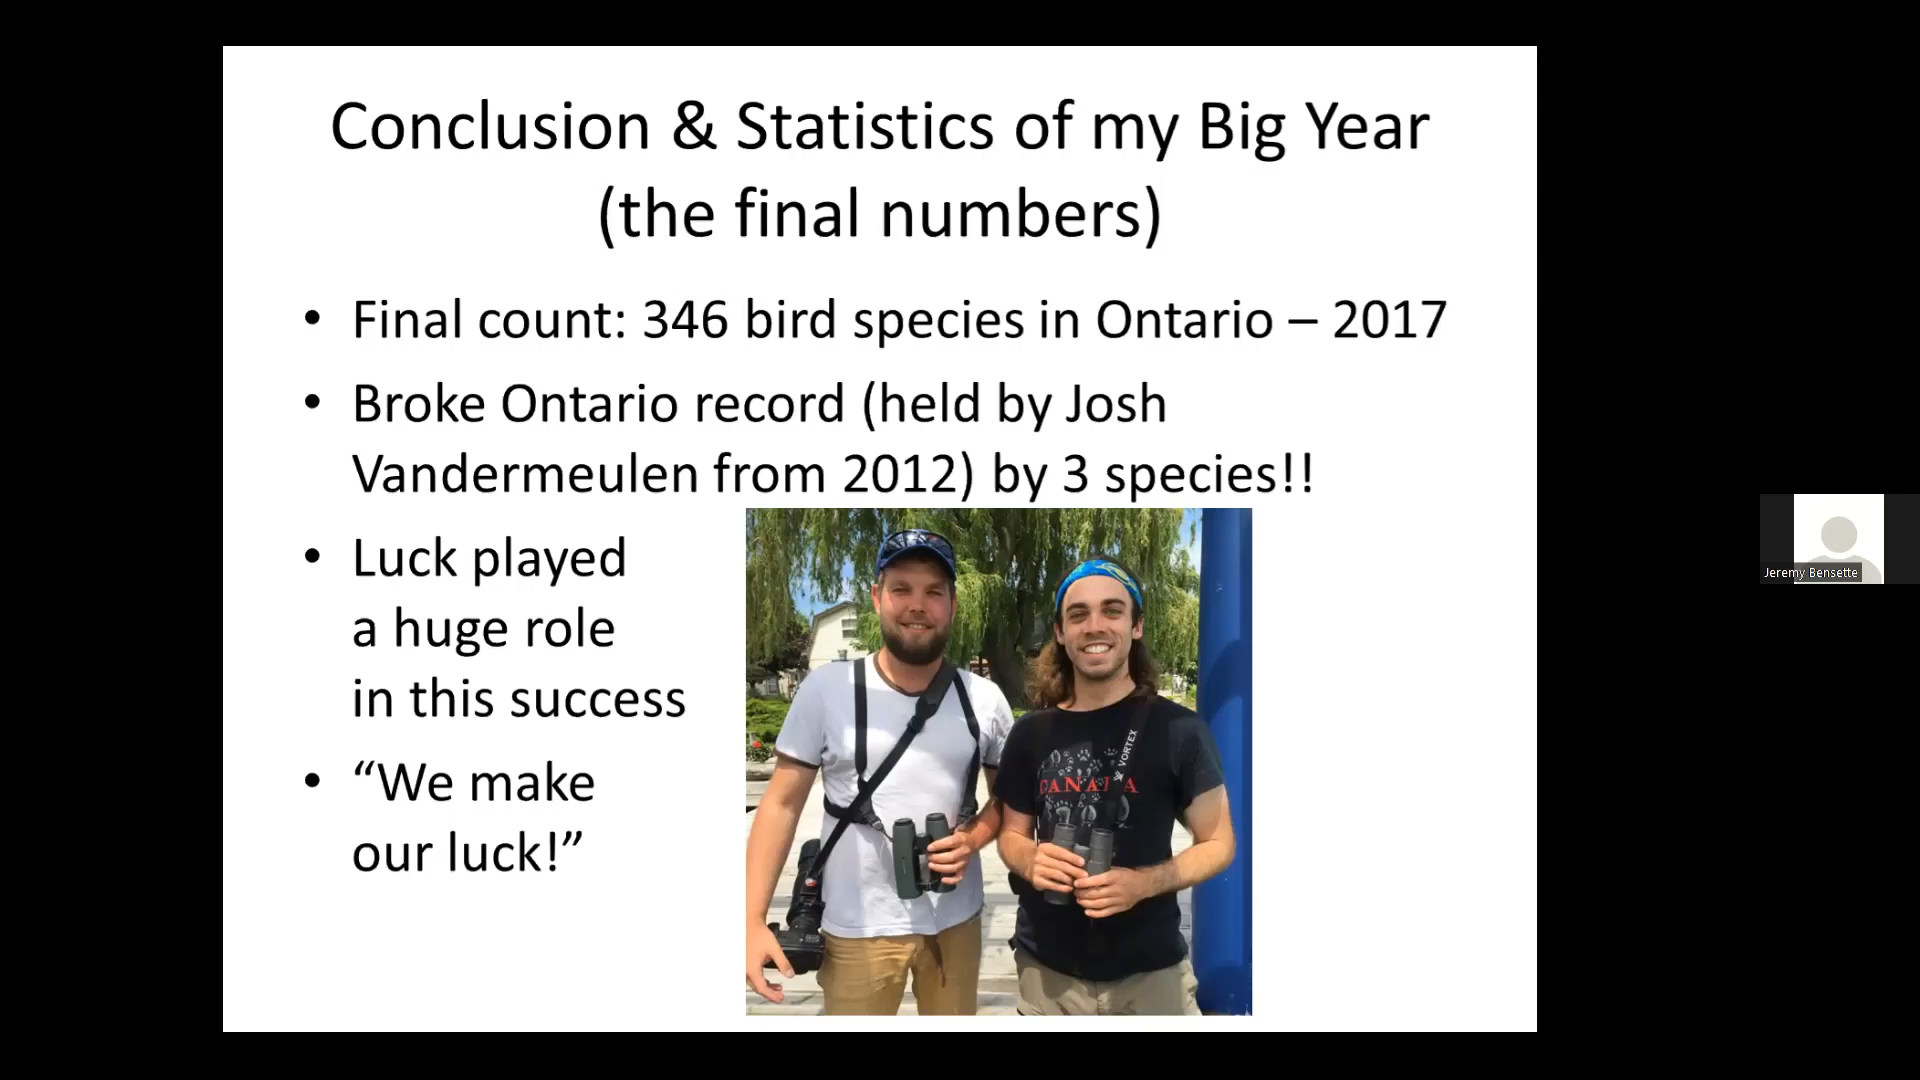 Conclusion & Statistics of my Big Year
(the final numbers)
• Final count: 346 bird species in Ontario – 2017
• Broke Ontario record (held by Josh
Vandermeulen from 2012) by 3 species!!
• Luck played
a huge role
in this success
• “We make
our luck!”
VORTEX
CANADA
Jeremy Bensette